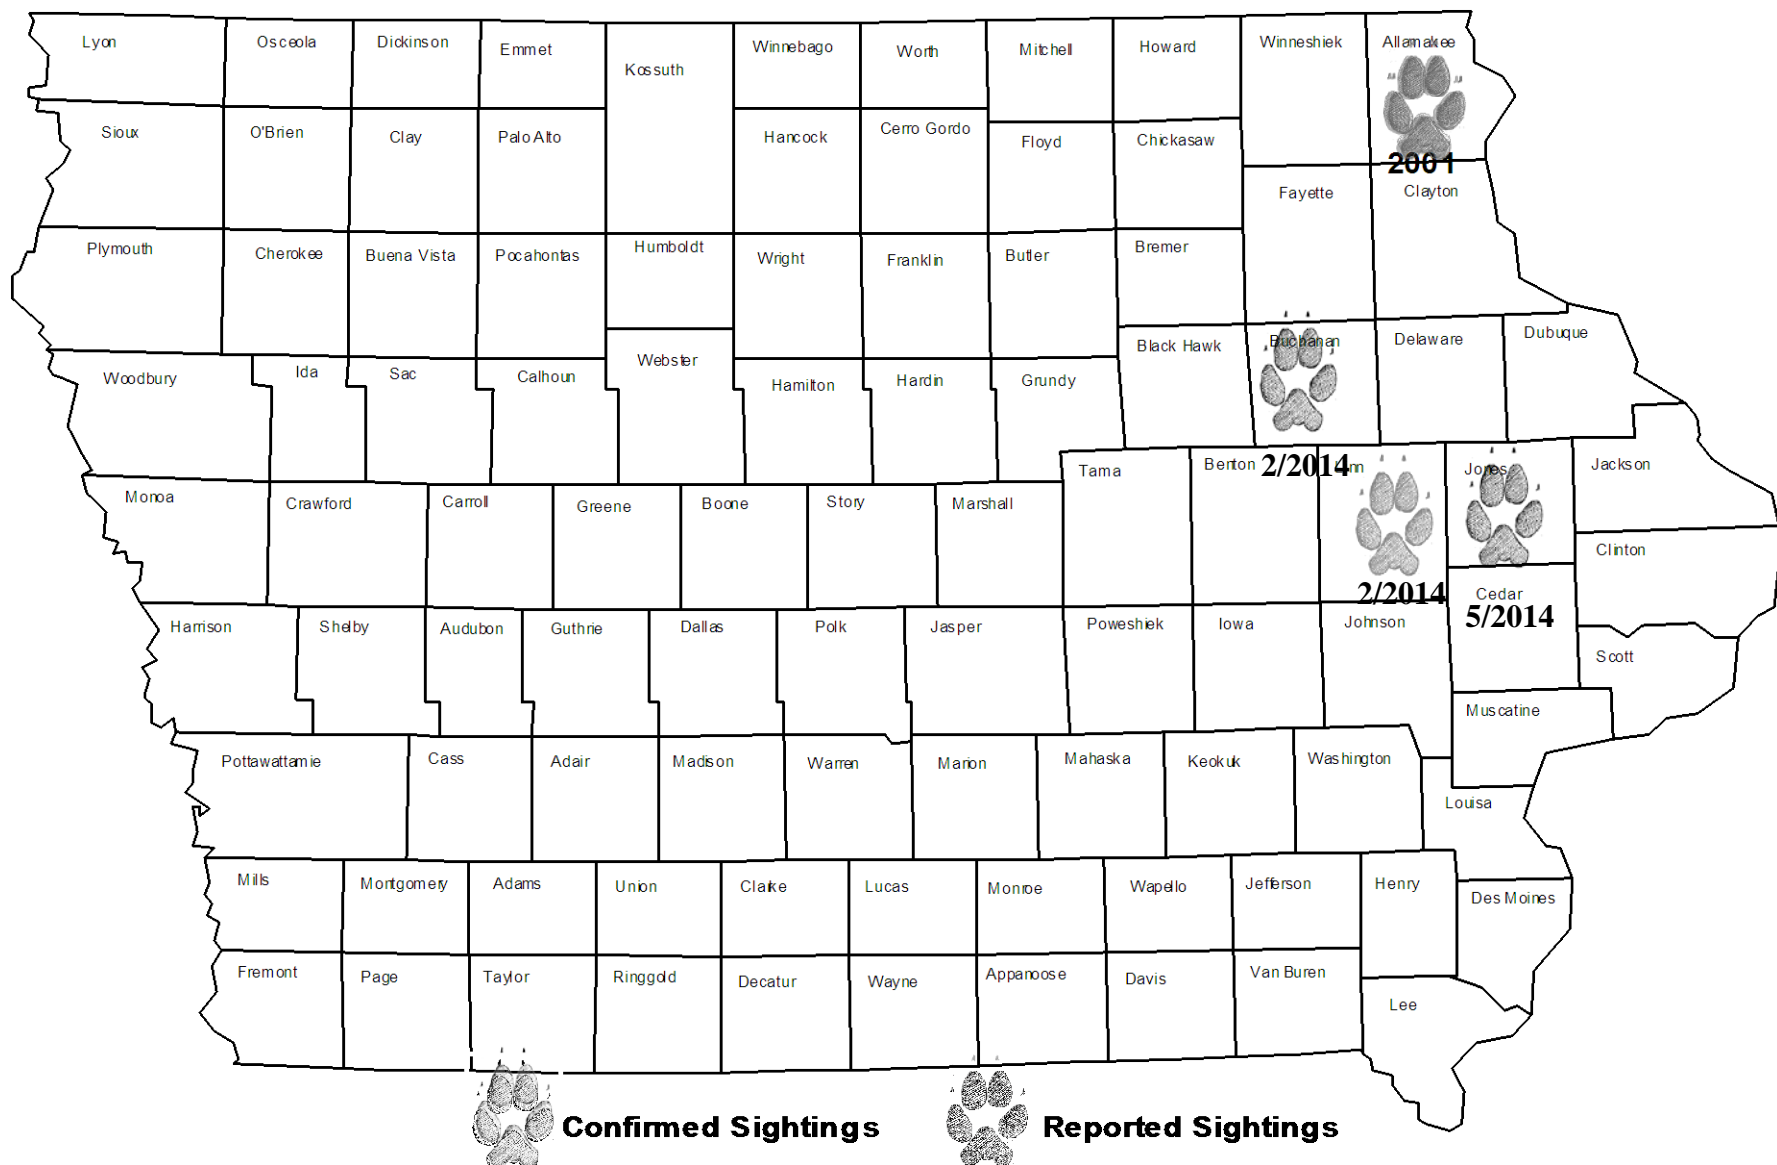 Lyon Osceola Dickinson Emmet Kossuth Winnebago Worth Mitchell Howard Winneshiek Allamakee
2001
Sioux O'Brien Clay Palo Alto Hancock Cerro Gordo Floyd Chickasaw Fayette Clayton
Plymouth Cherokee Buena Vista Pocahontas Humboldt Wright Franklin Butler Bremer
Woodbury Ida Sac Calhoun Webster Hamilton Hardin Grundy Black Hawk Buchanan Delaware Dubuque
2/2014
Monoa Crawford Carroll Greene Boone Story Marshall Tama Benton Jones Jackson
2/2014
Clinton
Cedar
5/2014
Harrison Shelby Audubon Guthrie Dallas Polk Jasper Poweshiek Iowa Johnson Scott
Muscatine
Pottawattamie Cass Adair Madison Warren Marion Mahaska Keokuk Washington Louisa
Mills Montgomery Adams Union Clarke Lucas Monroe Wapello Jefferson Henry Des Moines
Fremont Page Taylor Ringgold Decatur Wayne Appanoose Davis Van Buren Lee
Confirmed Sightings Reported Sightings